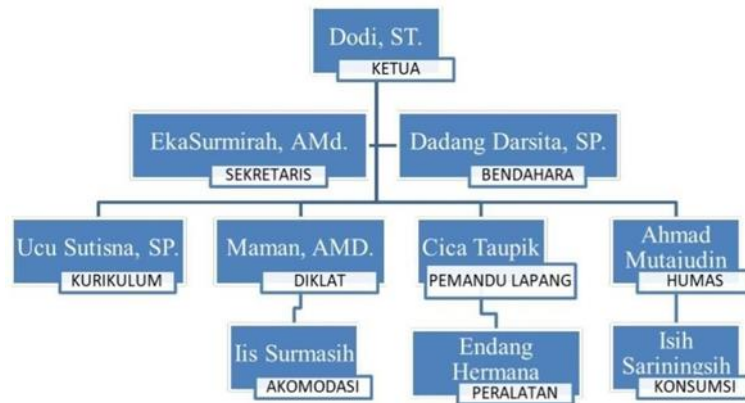 Dodi, ST.
KETUA
EkaSurmirah, AMd.
SEKRETARIS
Dadang Darsita, SP.
BENDAHARA
Ucu Sutisna, SP.
KURIKULUM
Maman, AMD.
DIKLAT
Cica Taupik
PEMANDU LAPANG
Ahmad
Mutajudin
HUMAS
Iis Surmasih
AKOMODASI
Endang
Hermana
PERALATAN
Isih
Sariningsih
KONSUMSI